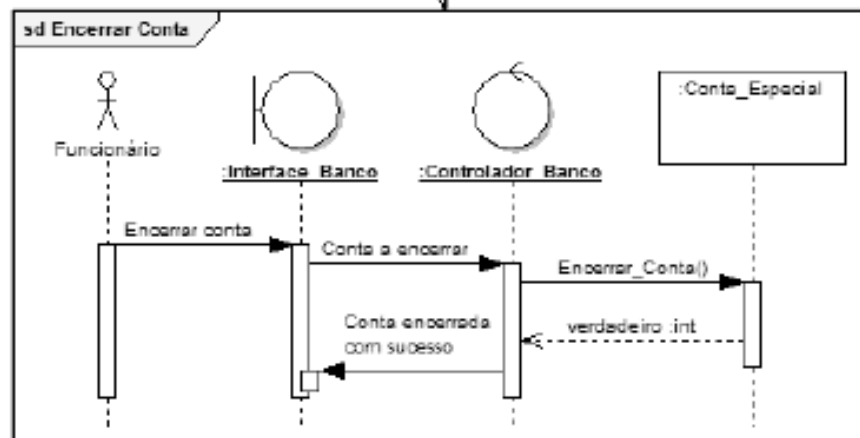 sd Encerrar Conta
:Conta_Especial
Funcionário
:Interface_Banco
:Controlador_Banco
Encerrar conta
Conta a encerrar
Encerrar_Conta()
Conta encerrada
com sucesso
verdadeiro :int